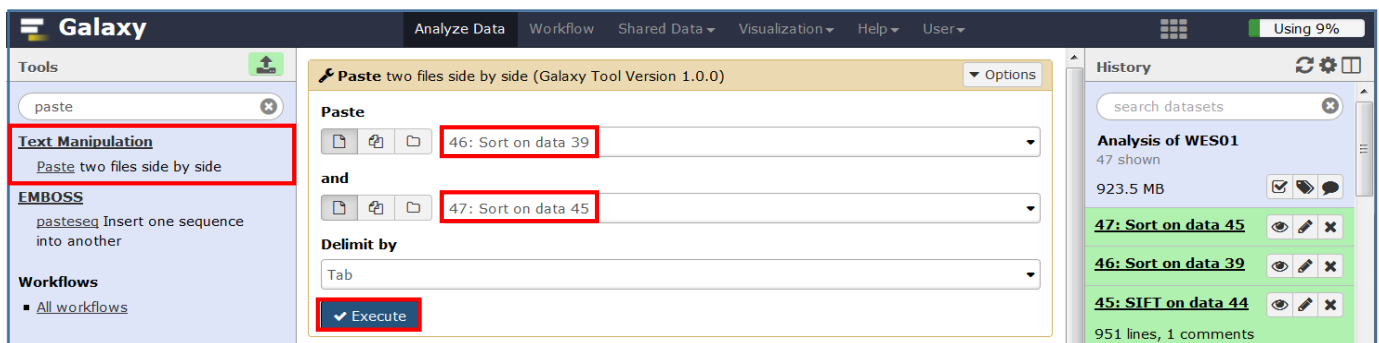 Galaxy
Analyze Data Workflow Shared Data Visualization Help User
Using 9%
Tools
paste
Text Manipulation
Paste two files side by side
EMBOSS
pasteseq Insert one sequence
into another
Workflows
All workflows
Paste two files side by side (Galaxy Tool Version 1.0.0)
Options
Paste
46: Sort on data 39
and
47: Sort on data 45
Delimit by
Tab
Execute
History
search datasets
Analysis of WES01
47 shown
923.5 MB
47: Sort on data 45
46: Sort on data 39
45: SIFT on data 44
951 lines, 1 comments